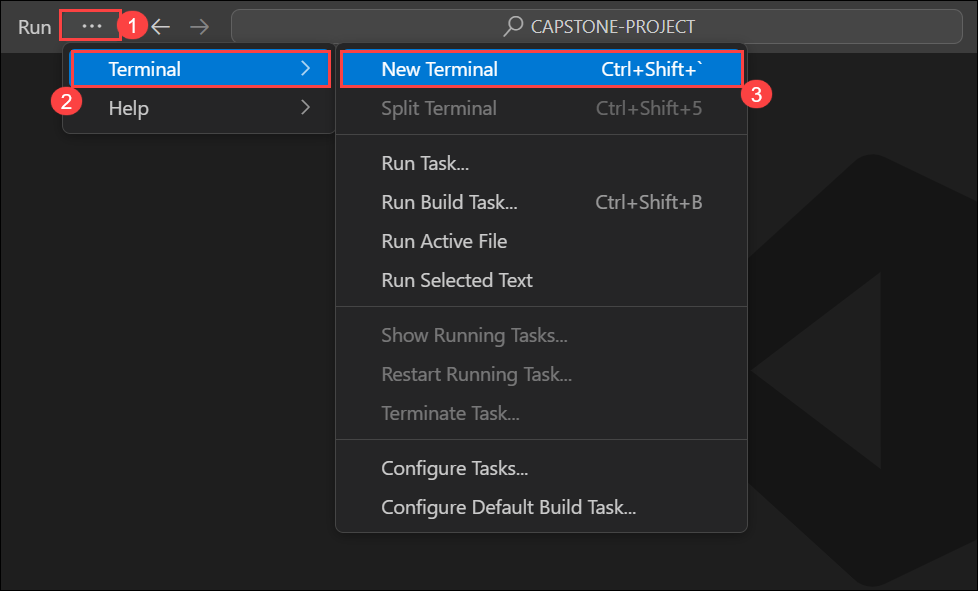 Run ... 1 CAPSTONE-PROJECT
Terminal
2 Help
New Terminal Ctrl+Shift+`
3
Split Terminal Ctrl+Shift+5
Run Task...
Run Build Task... Ctrl+Shift+B
Run Active File
Run Selected Text
Show Running Tasks...
Restart Running Task...
Terminate Task...
Configure Tasks...
Configure Default Build Task...